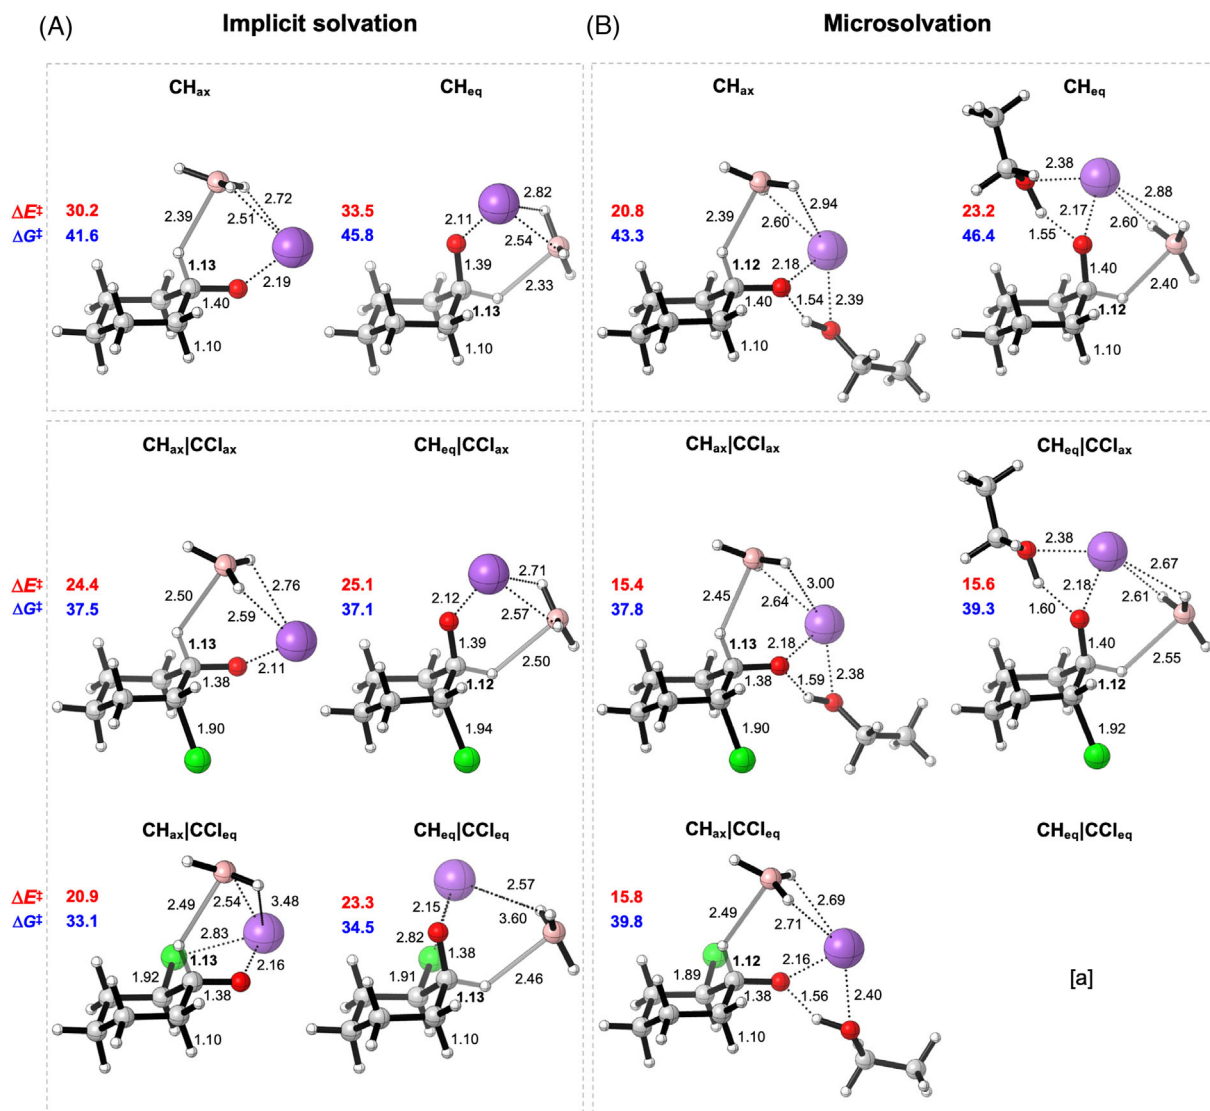 (A) Implicit solvation (B) Microsolvation
CHax CHeq CHax CHeq
2.38
2.82 2.88
2.72
2.11 2.94 2.17 2.60
ΔE‡ 30.2 33.5 20.8 23.2
2.51
2.39 2.54 2.39 2.60 1.55
ΔG‡ 41.6 45.8 43.3 46.4
1.13 1.39 1.12 2.18 1.40
2.19 2.33 2.40
1.40 1.13 1.40 1.54 2.39 1.12
1.10 1.10 1.10 1.10
CHax|CClax CHeq|CClax CHax|CClax CHeq|CClax
2.38
2.71 2.67
ΔE‡ 24.4 25.1 15.4 15.6
2.76 3.00 2.18
2.50 2.12 2.57 2.45 2.61
ΔG‡ 37.5 37.1 37.8 39.3
2.59 2.64 1.60
1.13 1.39 1.13 2.18 1.40
2.11 2.50 2.55
1.38 1.12 1.38 1.59 2.38 1.12
1.90 1.94 1.90 1.92
CHax|CCleq CHeq|CCleq CHax|CCleq CHeq|CCleq
2.57
ΔE‡ 20.9 23.3 15.8
2.49 2.54 3.48 2.15 3.60 2.69
ΔG‡ 33.1 34.5 39.8
2.49 2.71
2.83 2.82 1.38
1.13 2.16 1.12 2.16
1.92 1.91 2.46 1.89 [a]
1.38 1.13 1.38 1.56 2.40
1.10 1.10 1.10